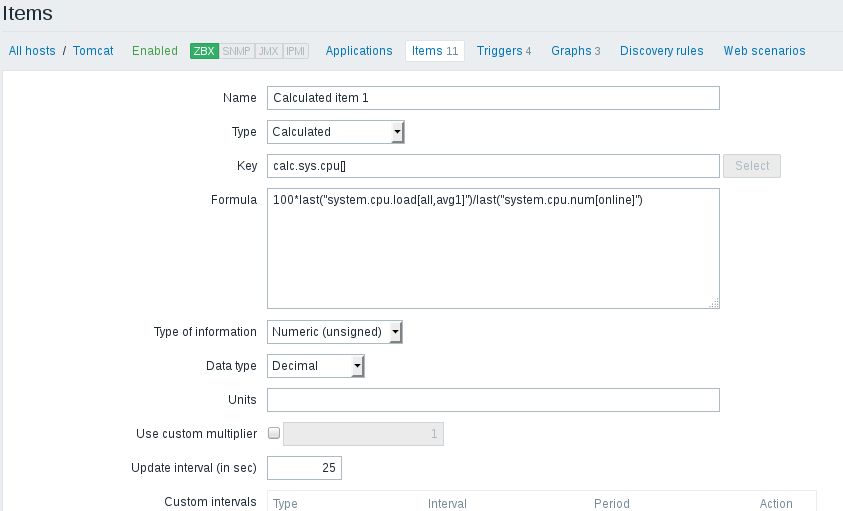 Items
All hosts / Tomcat Enabled ZBX SNMP JMX IPMI Applications Items 11 Triggers 4 Graphs 3 Discovery rules Web scenarios
Name Calculated item 1
Type Calculated
Key calc.sys.cpu[] Select
Formula 100*last("system.cpu.load[all,avg1]")/last("system.cpu.num[online]")
Type of information Numeric (unsigned)
Data type Decimal
Units
Use custom multiplier 1
Update interval (in sec) 25
Custom intervals Type Interval Period Action